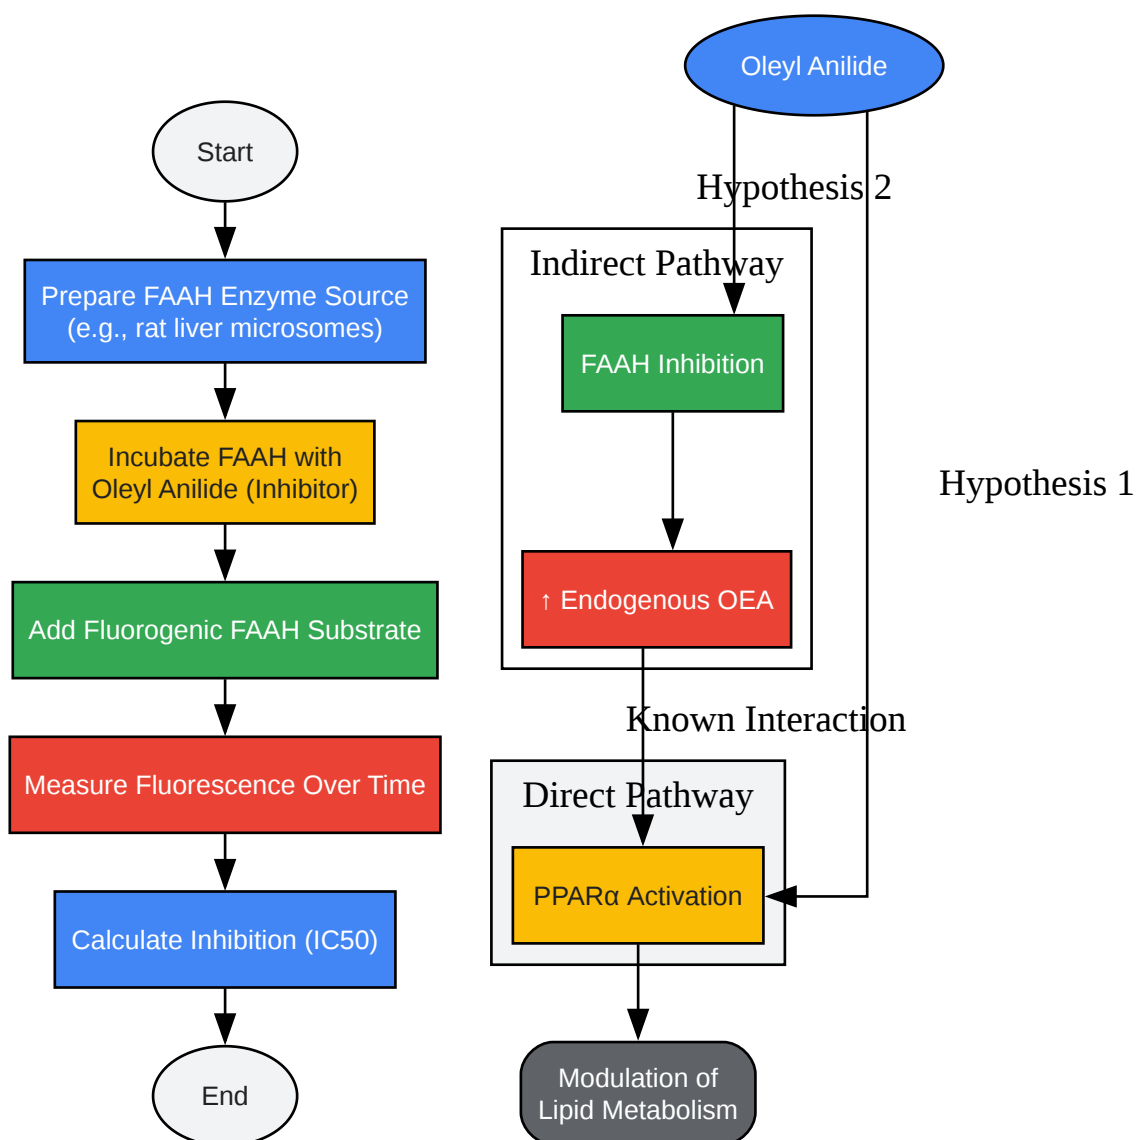 Start
Prepare FAAH Enzyme Source
(e.g., rat liver microsomes)
Incubate FAAH with
Oleyl Anilide (Inhibitor)
Add Fluorogenic FAAH Substrate
Measure Fluorescence Over Time
Calculate Inhibition (IC50)
End
Oleyl Anilide
Hypothesis 2
Indirect Pathway
FAAH Inhibition
Hypothesis 1
↑ Endogenous OEA
Known Interaction
Direct Pathway
PPARα Activation
Modulation of
Lipid Metabolism